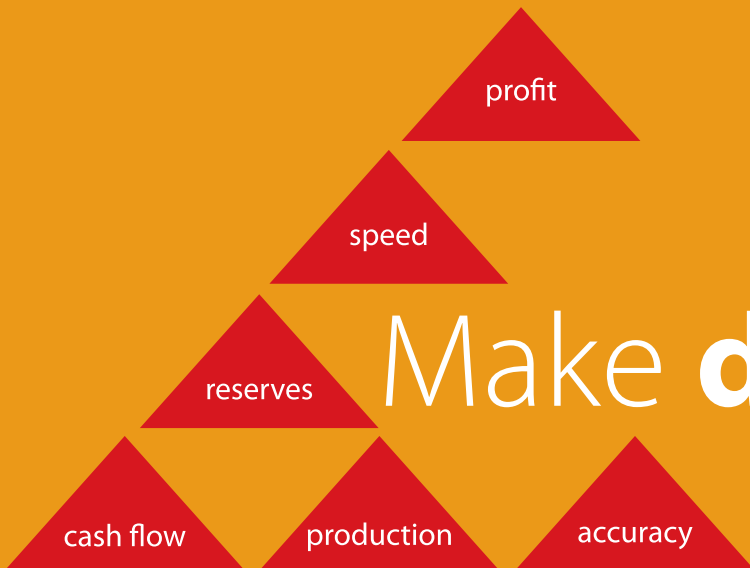 profit
speed
reserves
Make
cash flow
production
accuracy